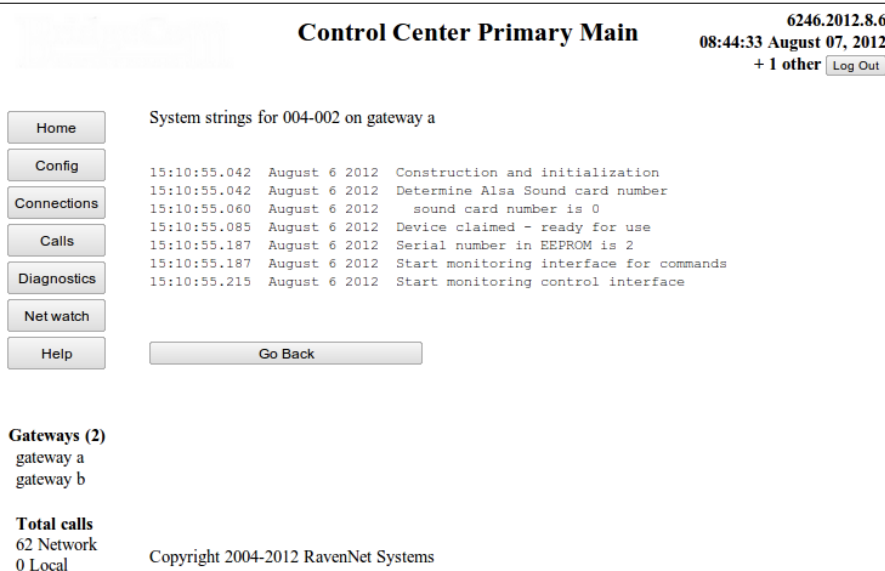 Control Center Primary Main
6246.2012.8.6
08:44:33 August 07, 2012
+ 1 other Log Out
Home
Config
Connections
Calls
Diagnostics
Net watch
Help
System strings for 004-002 on gateway a
15:10:55.042 August 6 2012 Construction and initialization
15:10:55.042 August 6 2012 Determine Alsa Sound card number
15:10:55.060 August 6 2012 sound card number is 0
15:10:55.085 August 6 2012 Device claimed - ready for use
15:10:55.187 August 6 2012 Serial number in EEPROM is 2
15:10:55.187 August 6 2012 Start monitoring interface for commands
15:10:55.215 August 6 2012 Start monitoring control interface
Go Back
Gateways (2)
gateway a
gateway b
Total calls
62 Network
0 Local
Copyright 2004-2012 RavenNet Systems